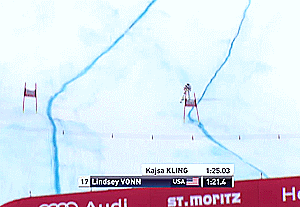 Kajsa KLING 1:25.03
17 Lindsey VONN USA 1:21.4
Audi ST.MORITZ